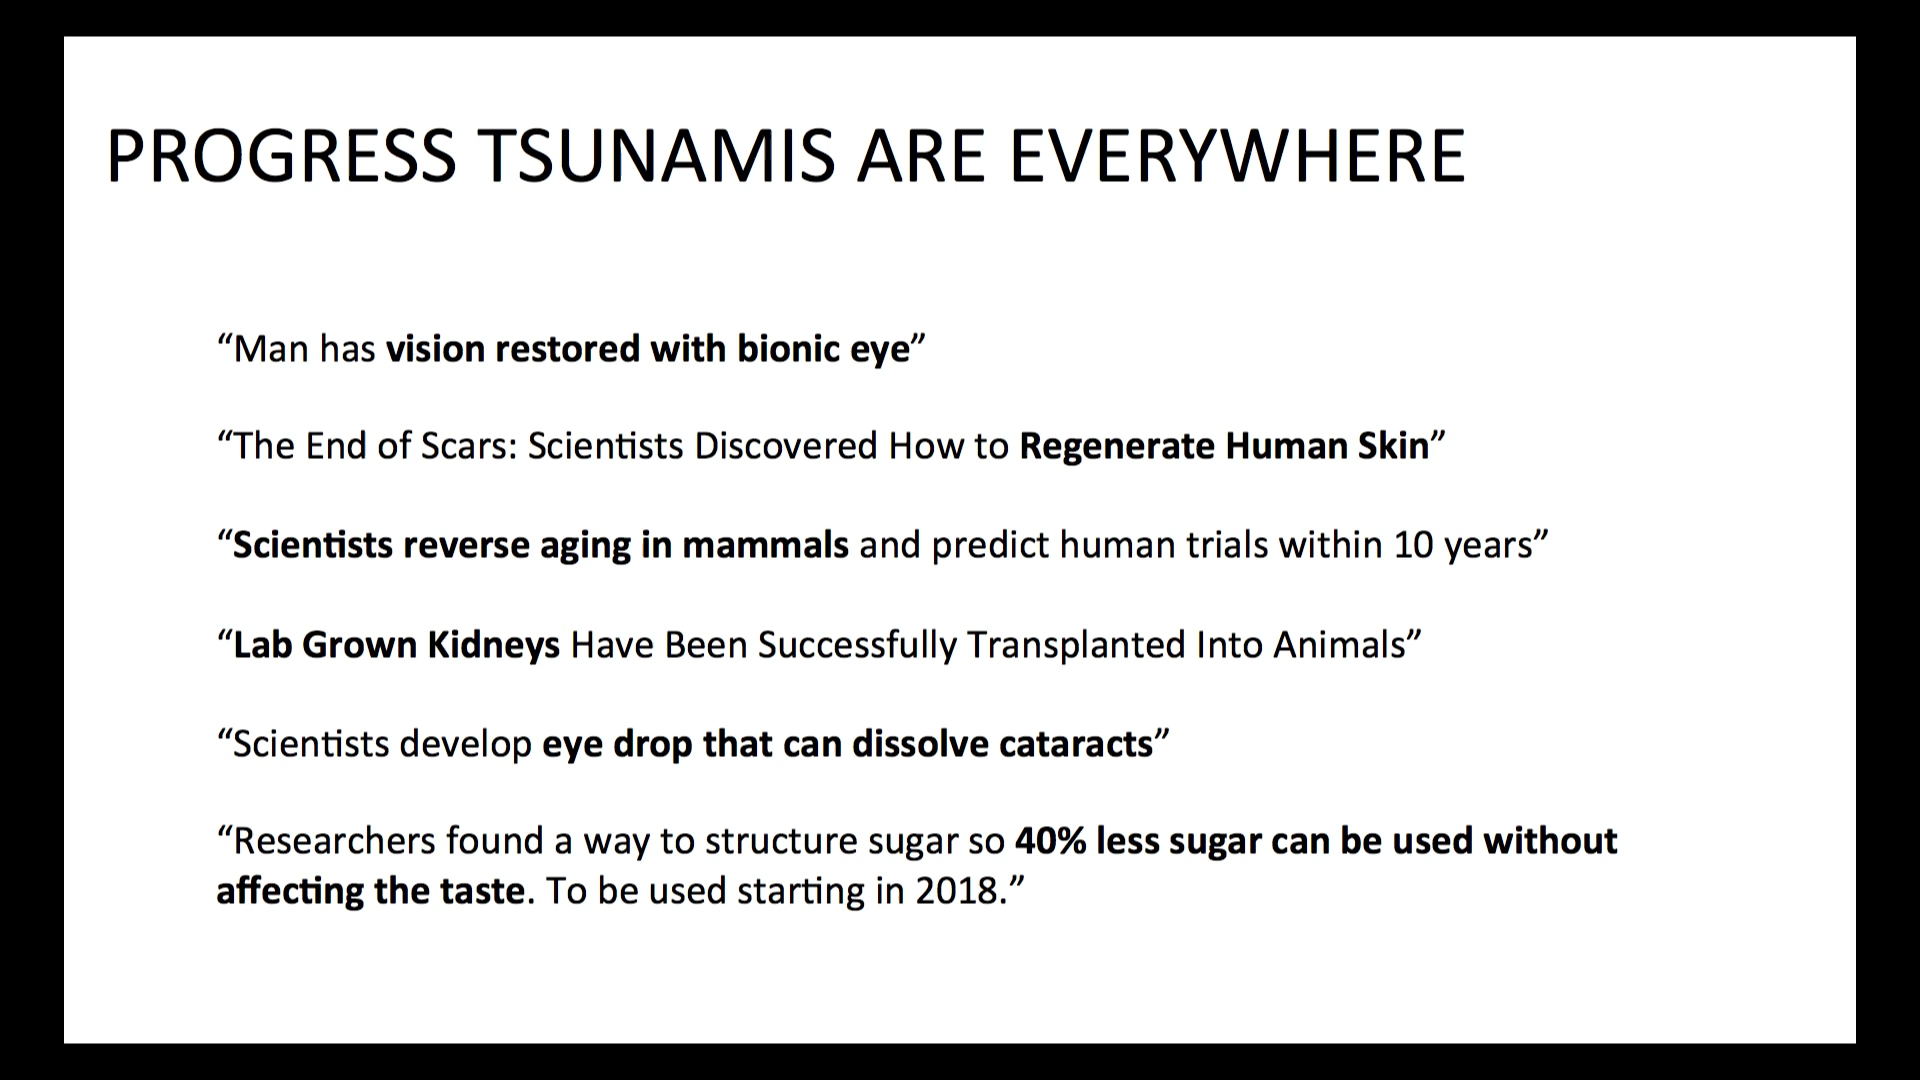 PROGRESS TSUNAMIS ARE EVERYWHERE
“Man has vision restored with bionic eye”
“The End of Scars: Scientists Discovered How to Regenerate Human Skin”
“Scientists reverse aging in mammals and predict human trials within 10 years”
“Lab Grown Kidneys Have Been Successfully Transplanted Into Animals”
“Scientists develop eye drop that can dissolve cataracts”
“Researchers found a way to structure sugar so 40% less sugar can be used without
affecting the taste. To be used starting in 2018.”